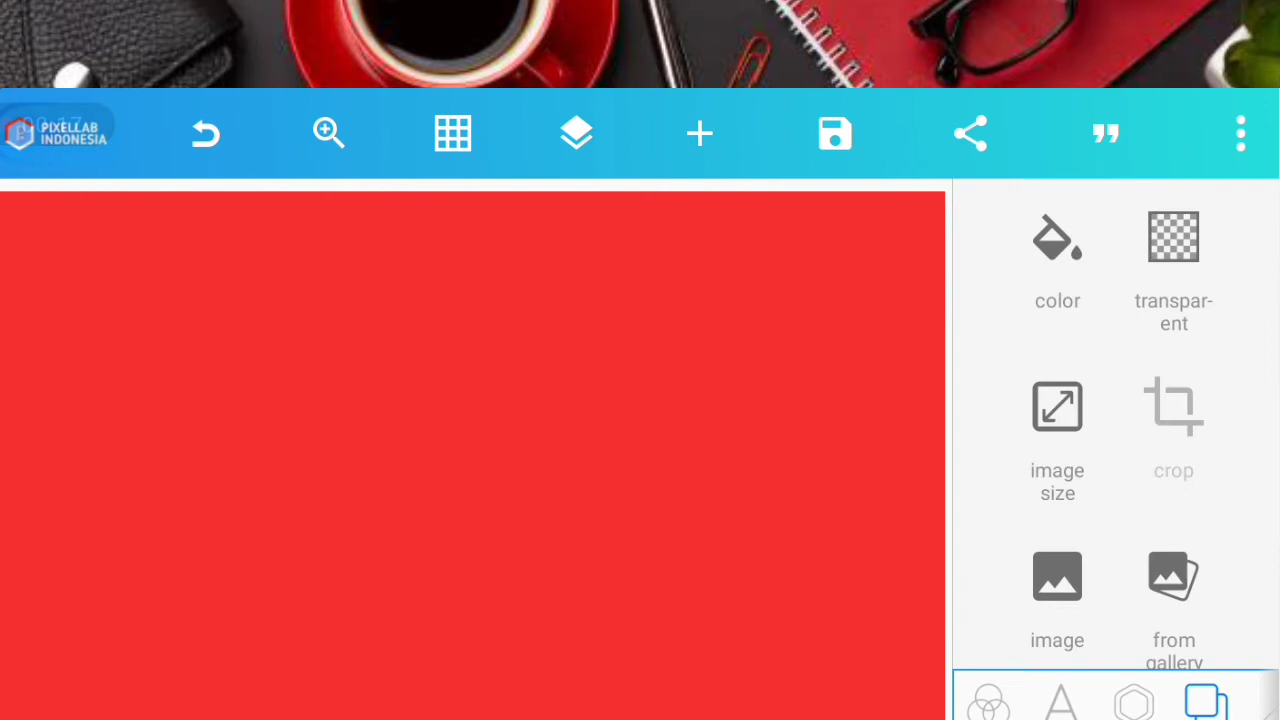 PIXELLAB
INDONESIA
color
transpar-
ent
image
size
crop
image
from
gallery